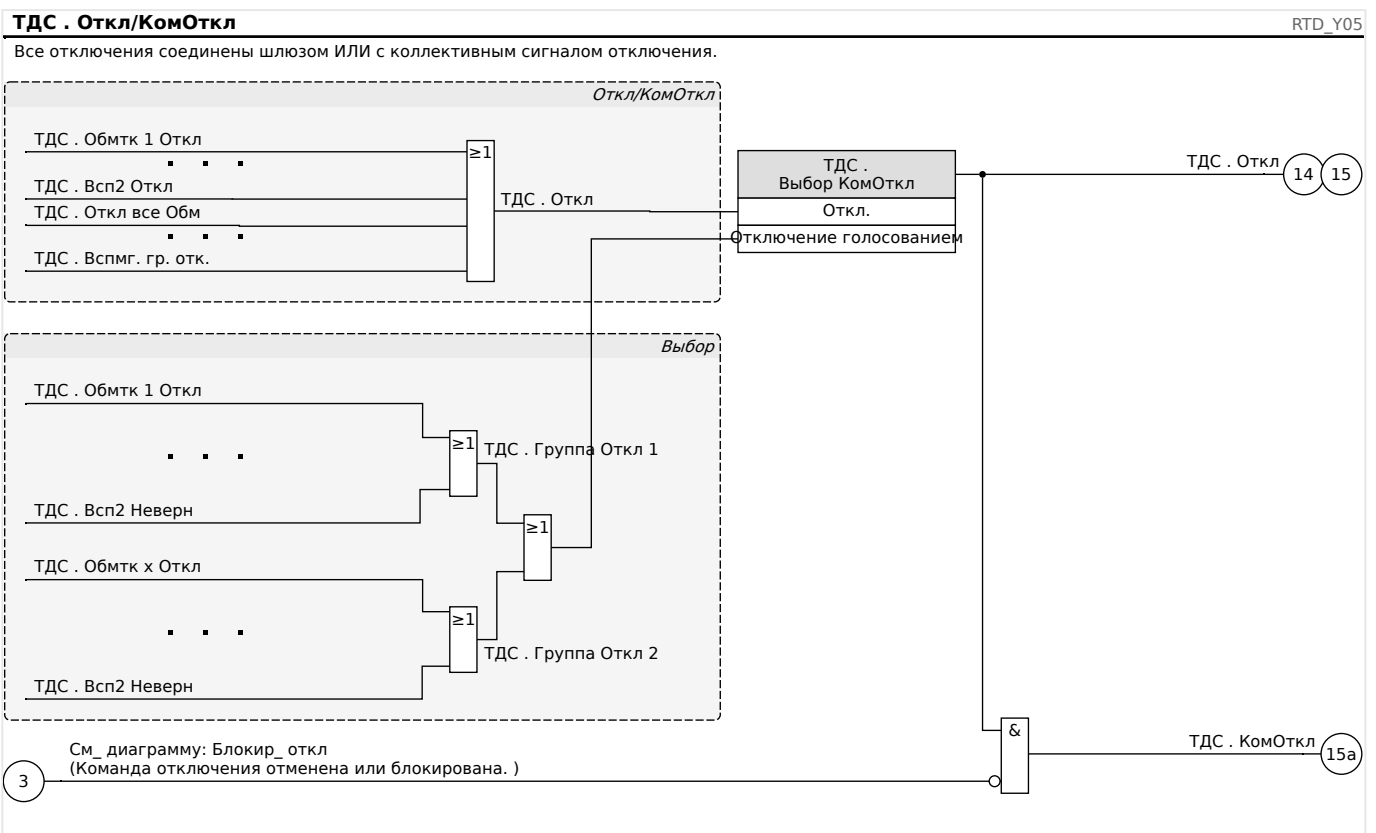 ТДС . Откл/КомОткл
RTD_Y05
Все отключения соединены шлюзом ИЛИ с коллективным сигналом отключения.
Откл/КомОткл
ТДС . Обмтк 1 Откл
≥1
ТДС . Всп2 Откл
ТДС . Откл все Обм
ТДС . Вспмг. гр. отк.
ТДС . Откл
ТДС .
Выбор КомОткл
Откл.
Отключение голосованием
ТДС . Откл
14
15
Выбор
ТДС . Обмтк 1 Откл
≥1
ТДС . Группа Откл 1
ТДС . Всп2 Неверн
≥1
ТДС . Обмтк x Откл
≥1
ТДС . Группа Откл 2
ТДС . Всп2 Неверн
&
ТДС . КомОткл
15a
См_ диаграмму: Блокир_ откл
(Команда отключения отменена или блокирована. )
3